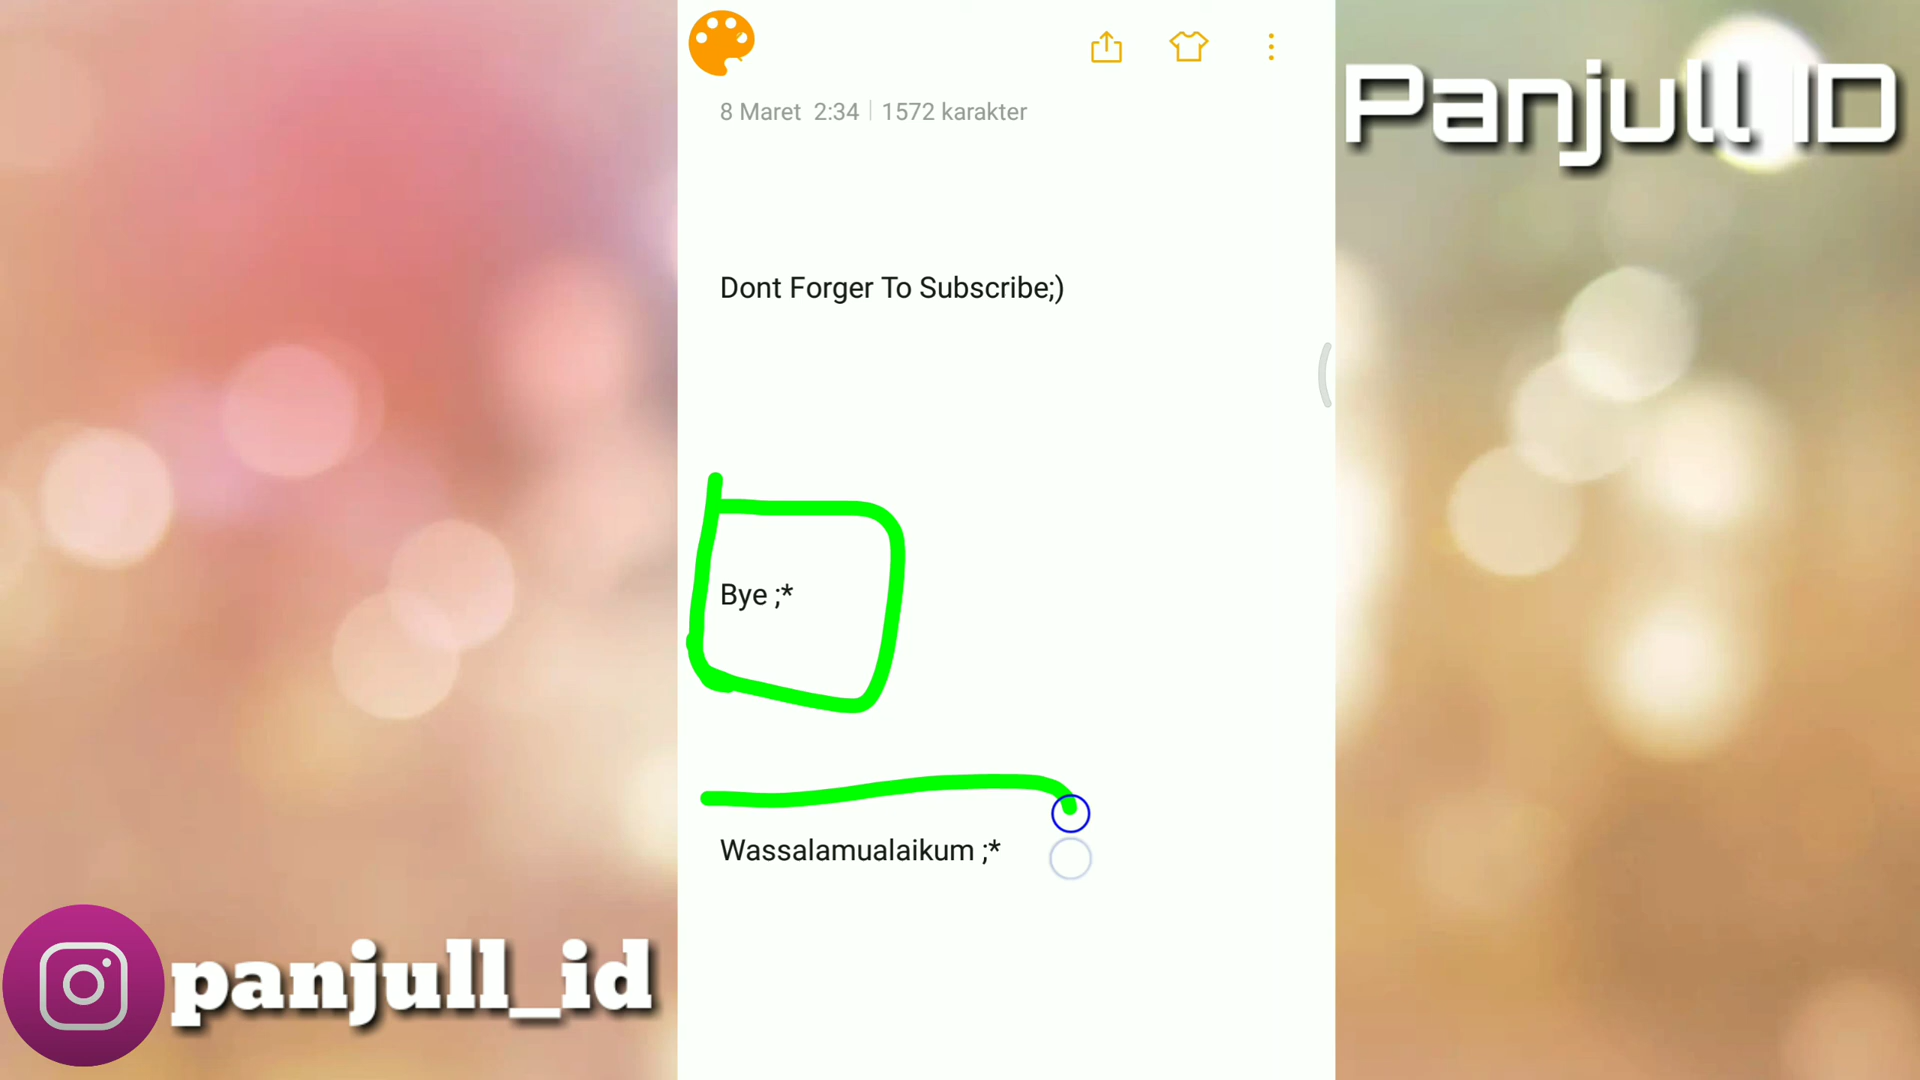 8 Maret 2:34 | 1572 karakter
Panjull ID
Dont Forger To Subscribe;)
Bye ;*
Wassalamualaikum ;*
panjull_id